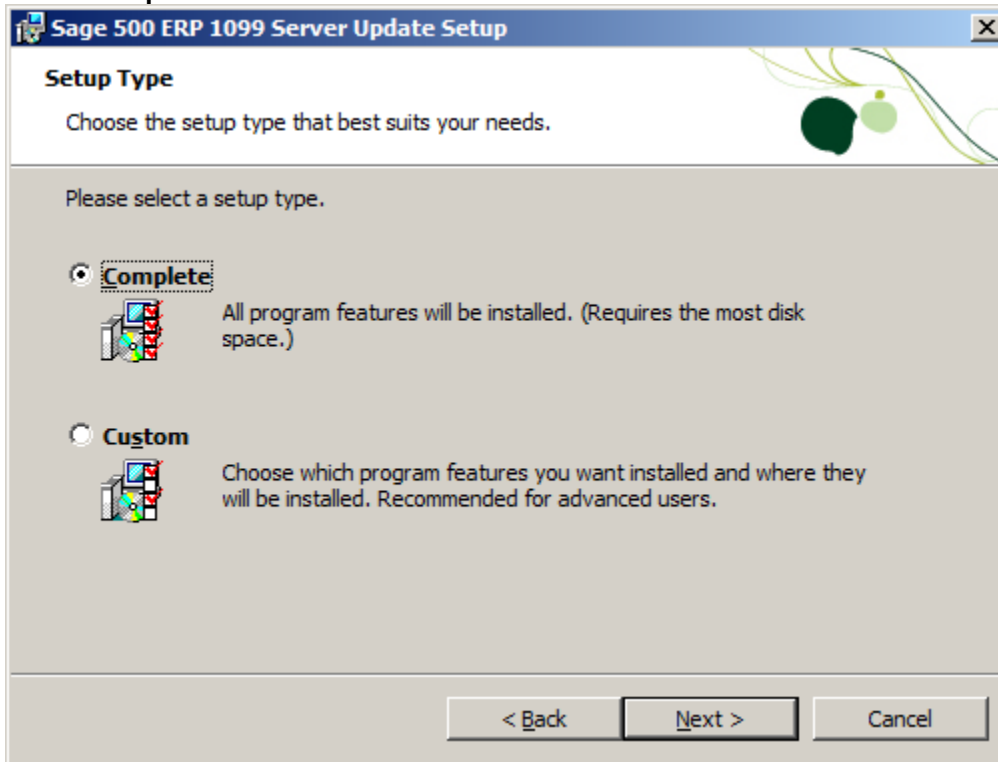 Sage 500 ERP 1099 Server Update Setup
Setup Type
Choose the setup type that best suits your needs.
Please select a setup type.
Complete
All program features will be installed. (Requires the most disk
space.)
Custom
Choose which program features you want installed and where they
will be installed. Recommended for advanced users.
< Back Next > Cancel